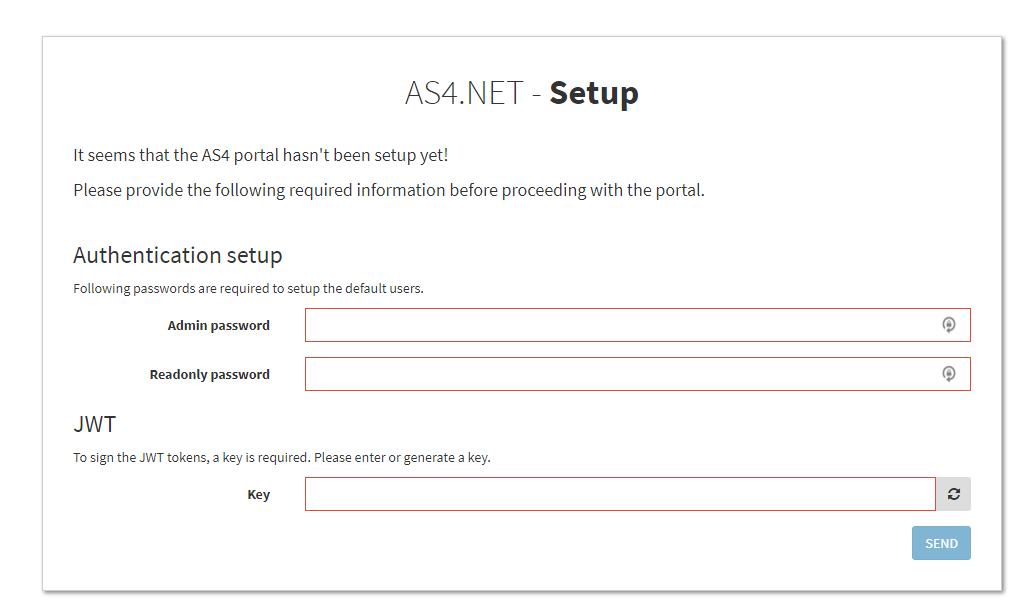 AS4.NET - Setup
It seems that the AS4 portal hasn't been setup yet!
Please provide the following required information before proceeding with the portal.
Authentication setup
Following passwords are required to setup the default users.
Admin password
Readonly password
JWT
To sign the JWT tokens, a key is required. Please enter or generate a key.
Key
SEND